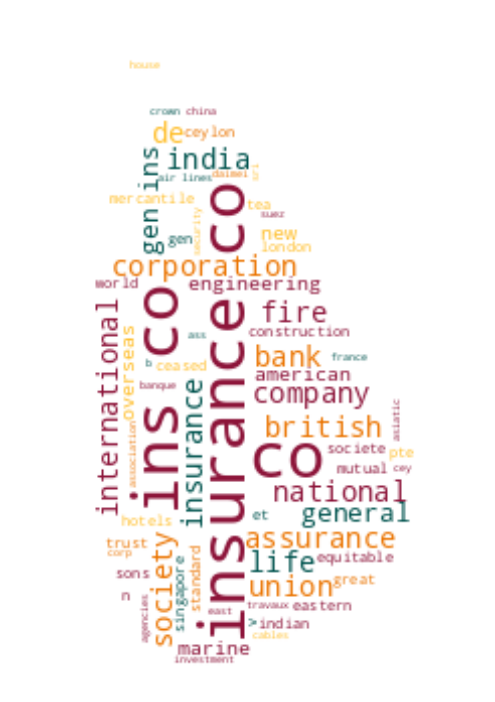 house
crown china
de ceylon
gen ins
india
air lines
daimei
sri
mercantile
tea
suez
security
gen
new
london
insurance co
corporation
world
engineering
ins co
international
overseas
fire
construction
ass
bank
france
b
ceased
american
banque
company
insurance
asiatic
british
association
co
societe
pte
mutual
cey
national
hotels
et
general
trust
corp
society
assurance
singapore
standard
life
equitable
sons
union
great
n
agencies
east
travaux
eastern
>
indian
cables
marine
investment